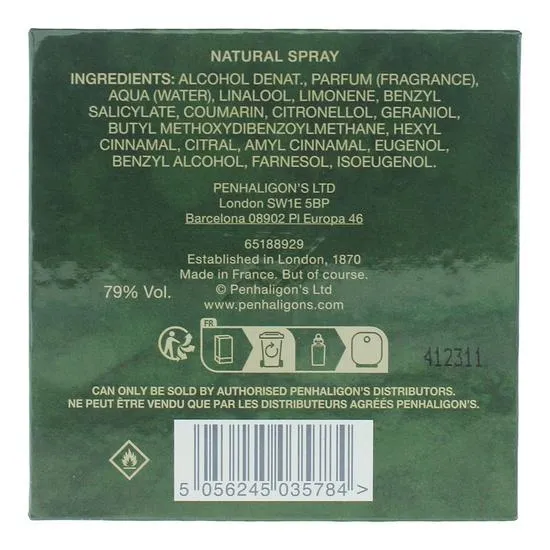 NATURAL SPRAY
INGREDIENTS: ALCOHOL DENAT., PARFUM (FRAGRANCE),
AQUA (WATER), LINALOOL, LIMONENE, BENZYL
SALICYLATE, COUMARIN, CITRONELLOL, GERANIOL,
BUTYL METHOXYDIBENZOYLMETHANE, HEXYL
CINNAMAL, CITRAL, AMYL CINNAMAL, EUGENOL,
BENZYL ALCOHOL, FARNESOL, ISOEUGENOL.
PENHALIGON'S LTD
London SW1E 5BP
Barcelona 08902 Pl Europa 46
65188929
Established in London, 1870
Made in France. But of course.
79% Vol.
© Penhaligon's Ltd
www.penhaligons.com
FR
412311
CAN ONLY BE SOLD BY AUTHORISED PENHALIGON'S DISTRIBUTORS.
NE PEUT ÊTRE VENDU QUE PAR LES DISTRIBUTEURS AGRÉÉS PENHALIGON'S.
5 056245 035784 >